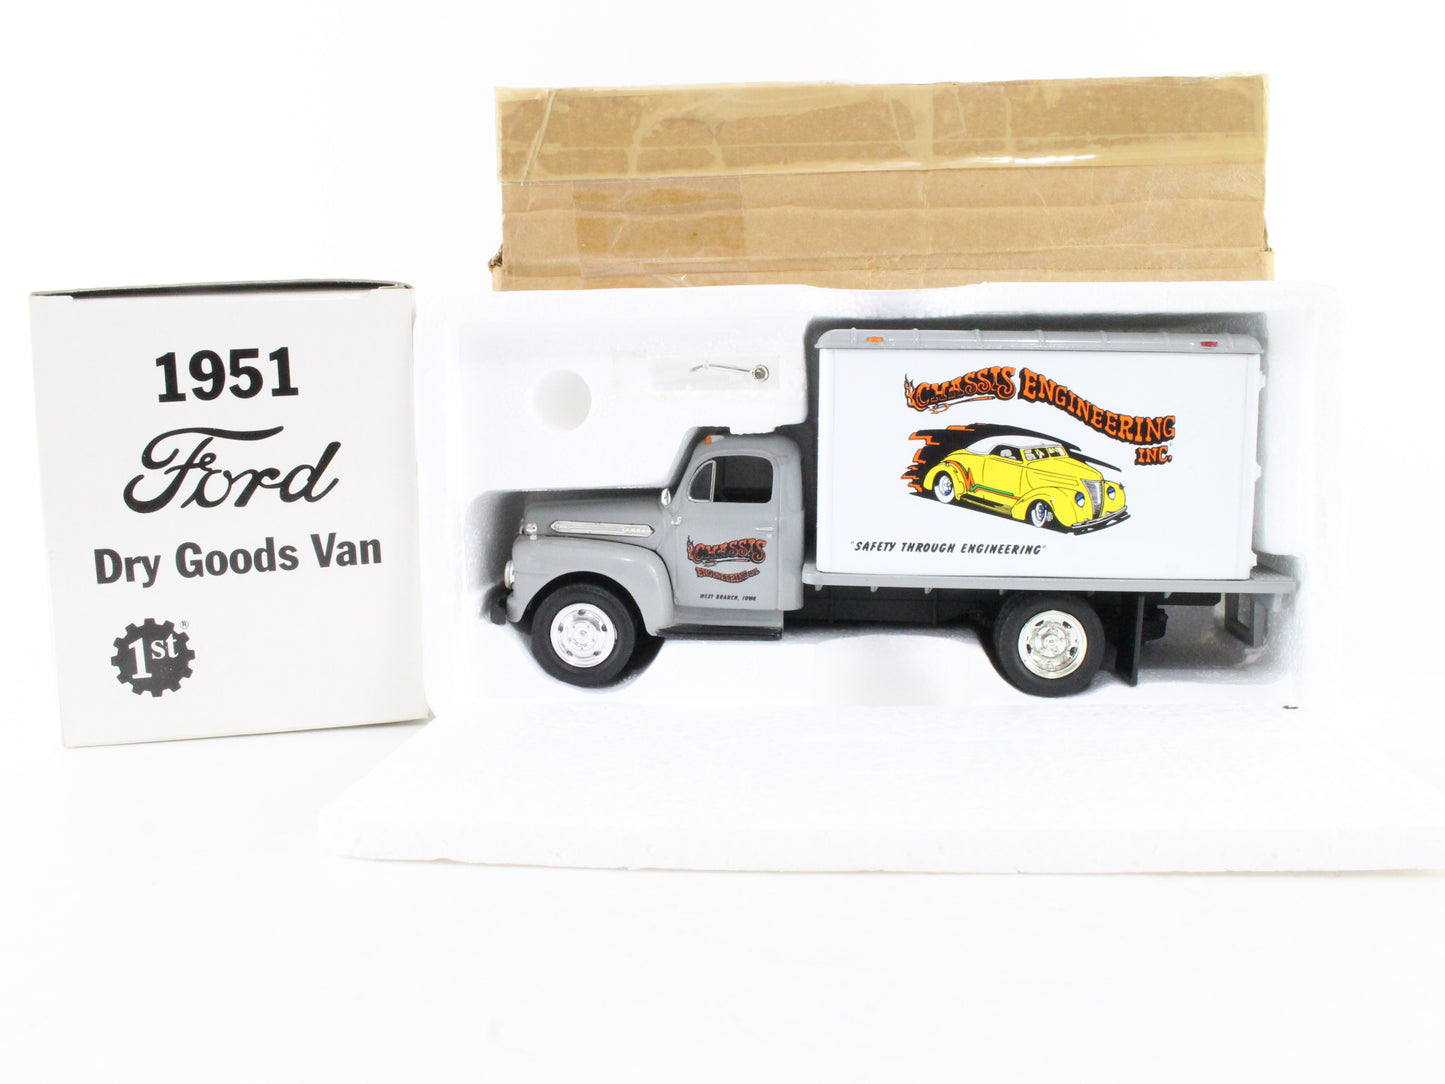 1951
Ford
Dry Goods Van
1st®
CHASSIS ENGINEERING
INC.
"SAFETY THROUGH ENGINEERING"
CHASSIS
ENGINEERING INC.
WEST BRANCH, IOWA